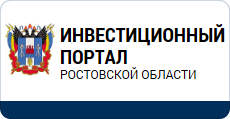 ИНВЕСТИЦИОННЫЙ
ПОРТАЛ
РОСТОВСКОЙ ОБЛАСТИ